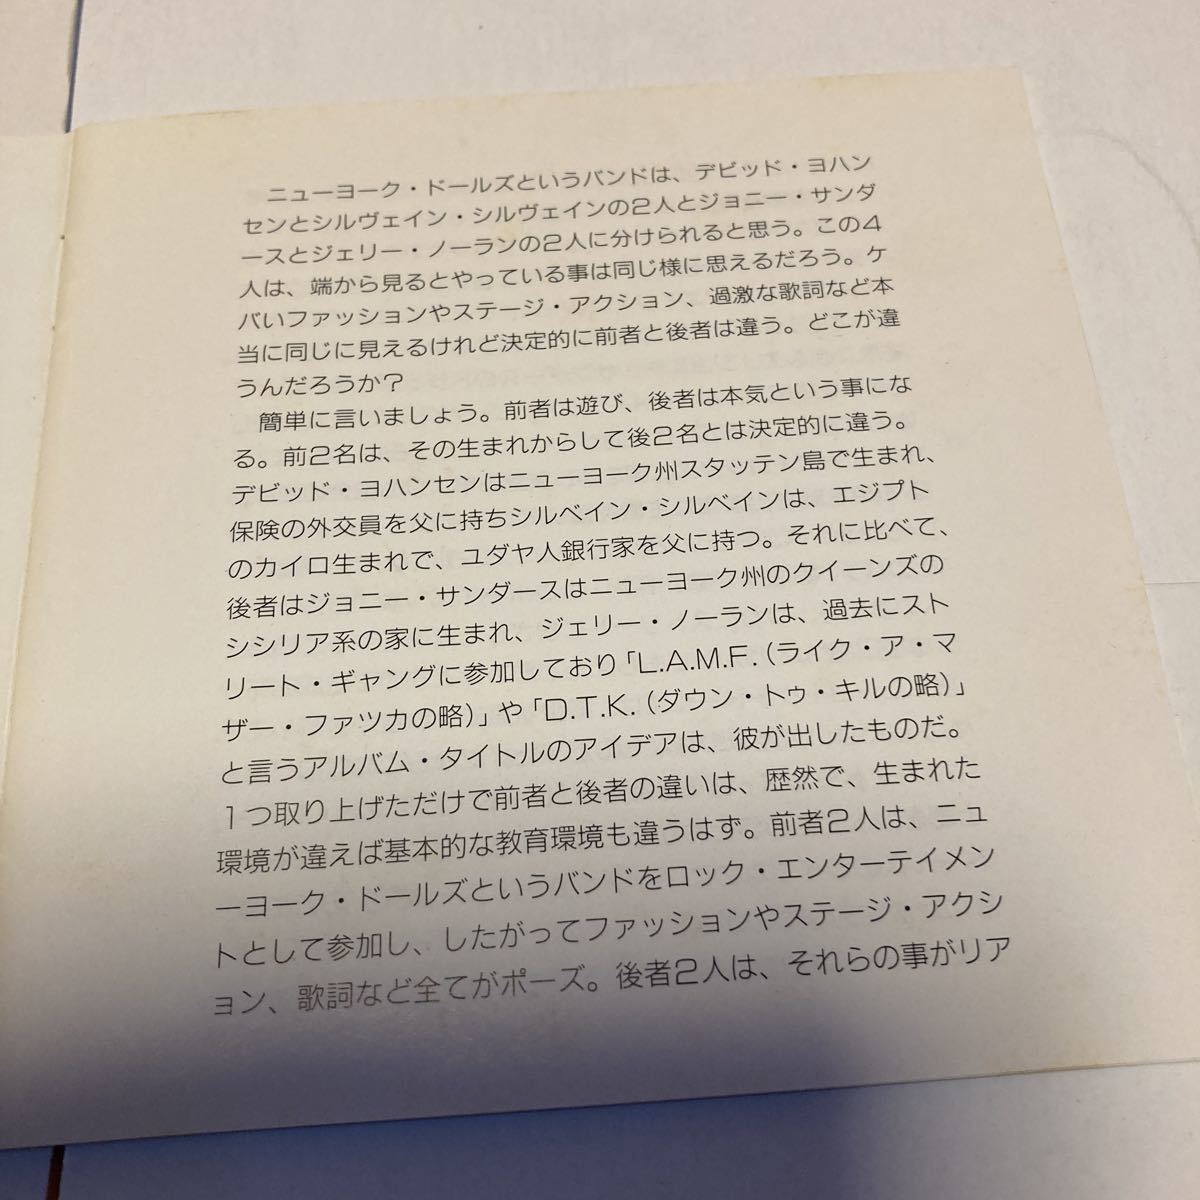 ニューヨーク・ドールズというバンドは、デビッド・ヨハン
センとシルヴェイン・シルヴェインの2人とジョニー・サンダ
ースとジェリー・ノーランの2人に分けられると思う。この4
人は、端から見るとやっている事は同じ様に思えるだろう。ケ
バいファッションやステージ・アクション、過激な歌詞など本
当に同じに見えるけれど決定的に前者と後者は違う。どこが違
うんだろうか？
簡単に言いましょう。前者は遊び、後者は本気という事にな
る。前2名は、その生まれからして後2名とは決定的に違う。
デビッド・ヨハンセンはニューヨーク州スタッテン島で生まれ、
保険の外交員を父に持ちシルベイン・シルベインは、エジプト
のカイロ生まれで、ユダヤ人銀行家を父に持つ。それに比べて、
後者はジョニー・サンダースはニューヨーク州のクイーンズの
シシリア系の家に生まれ、ジェリー・ノーランは、過去にスト
リート・ギャングに参加しており「L.A.M.F.（ライク・ア・マ
ザー・ファツカの略）」や「D.T.K.（ダウン・トゥ・キルの略）」
と言うアルバム・タイトルのアイデアは、彼が出したものだ。
1つ取り上げただけで前者と後者の違いは、歴然で、生まれた
環境が違えば基本的な教育環境も違うはず。前者2人は、ニュ
ーヨーク・ドールズというバンドをロック・エンターテイメン
トとして参加し、したがってファッションやステージ・アクシ
ョン、歌詞など全てがポーズ。後者2人は、それらの事がリア